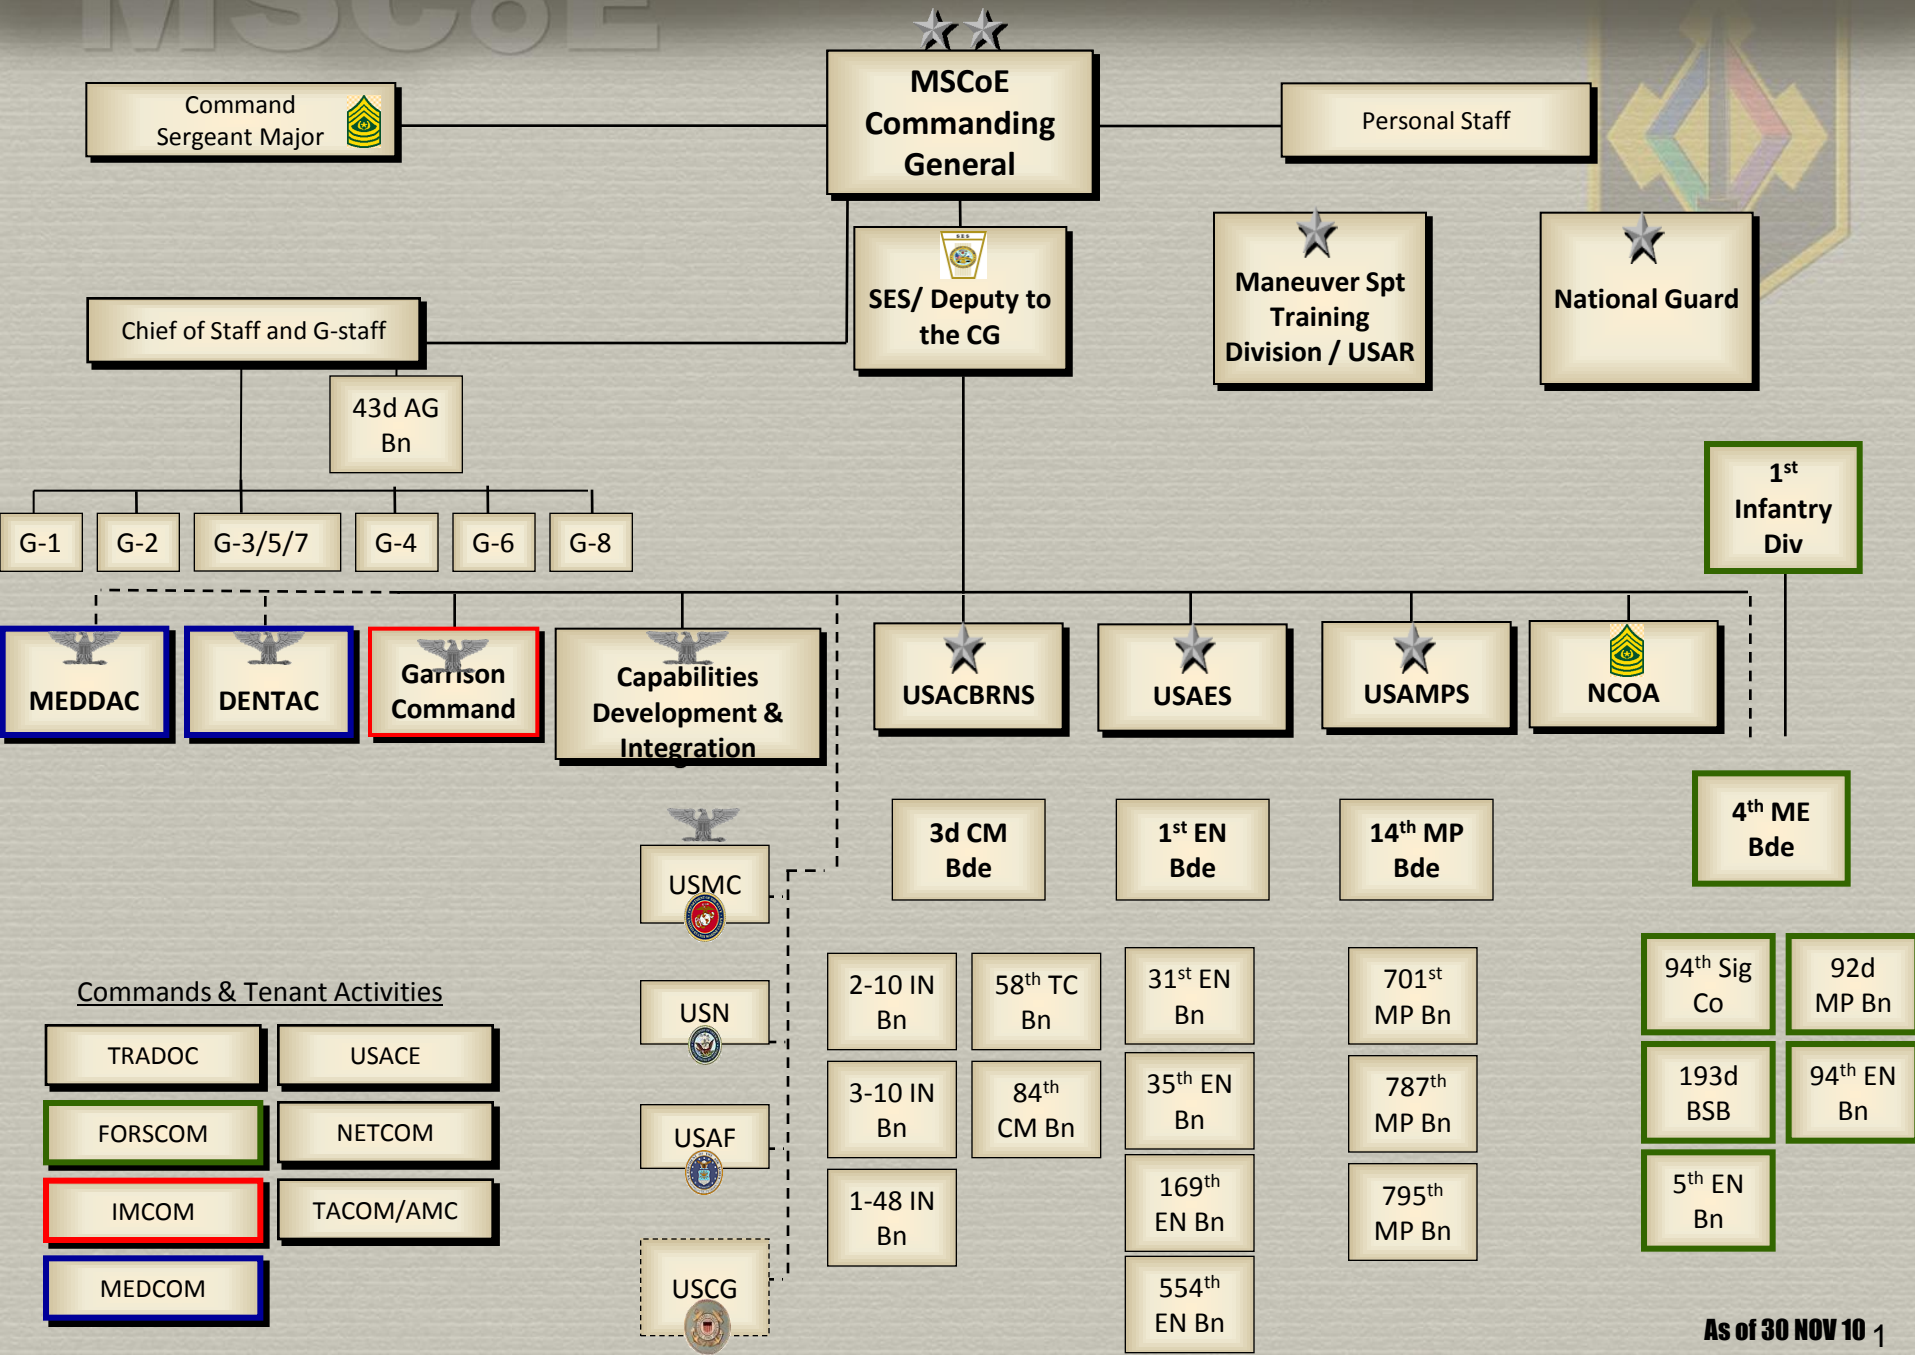 MSCoE
MSCoE
Commanding
General
Command
Sergeant Major
Personal Staff
SES
SES/ Deputy to
the CG
Maneuver Spt
Training
Division / USAR
National Guard
Chief of Staff and G-staff
43d AG
Bn
1st
Infantry
Div
G-1
G-2
G-3/5/7
G-4
G-6
G-8
MEDDAC
DENTAC
Garrison
Command
Capabilities
Development &
Integration
USACBRNS
USAES
USAMPS
NCOA
4th ME
Bde
3d CM
Bde
1st EN
Bde
14th MP
Bde
USMC
USN
USAF
USCG
2-10 IN
Bn
58th TC
Bn
3-10 IN
Bn
84th
CM Bn
1-48 IN
Bn
31st EN
Bn
35th EN
Bn
169th
EN Bn
554th
EN Bn
701st
MP Bn
787th
MP Bn
795th
MP Bn
94th Sig
Co
92d
MP Bn
193d
BSB
94th EN
Bn
5th EN
Bn
Commands & Tenant Activities
TRADOC
USACE
FORSCOM
NETCOM
IMCOM
TACOM/AMC
MEDCOM
As of 30 NOV 10
1